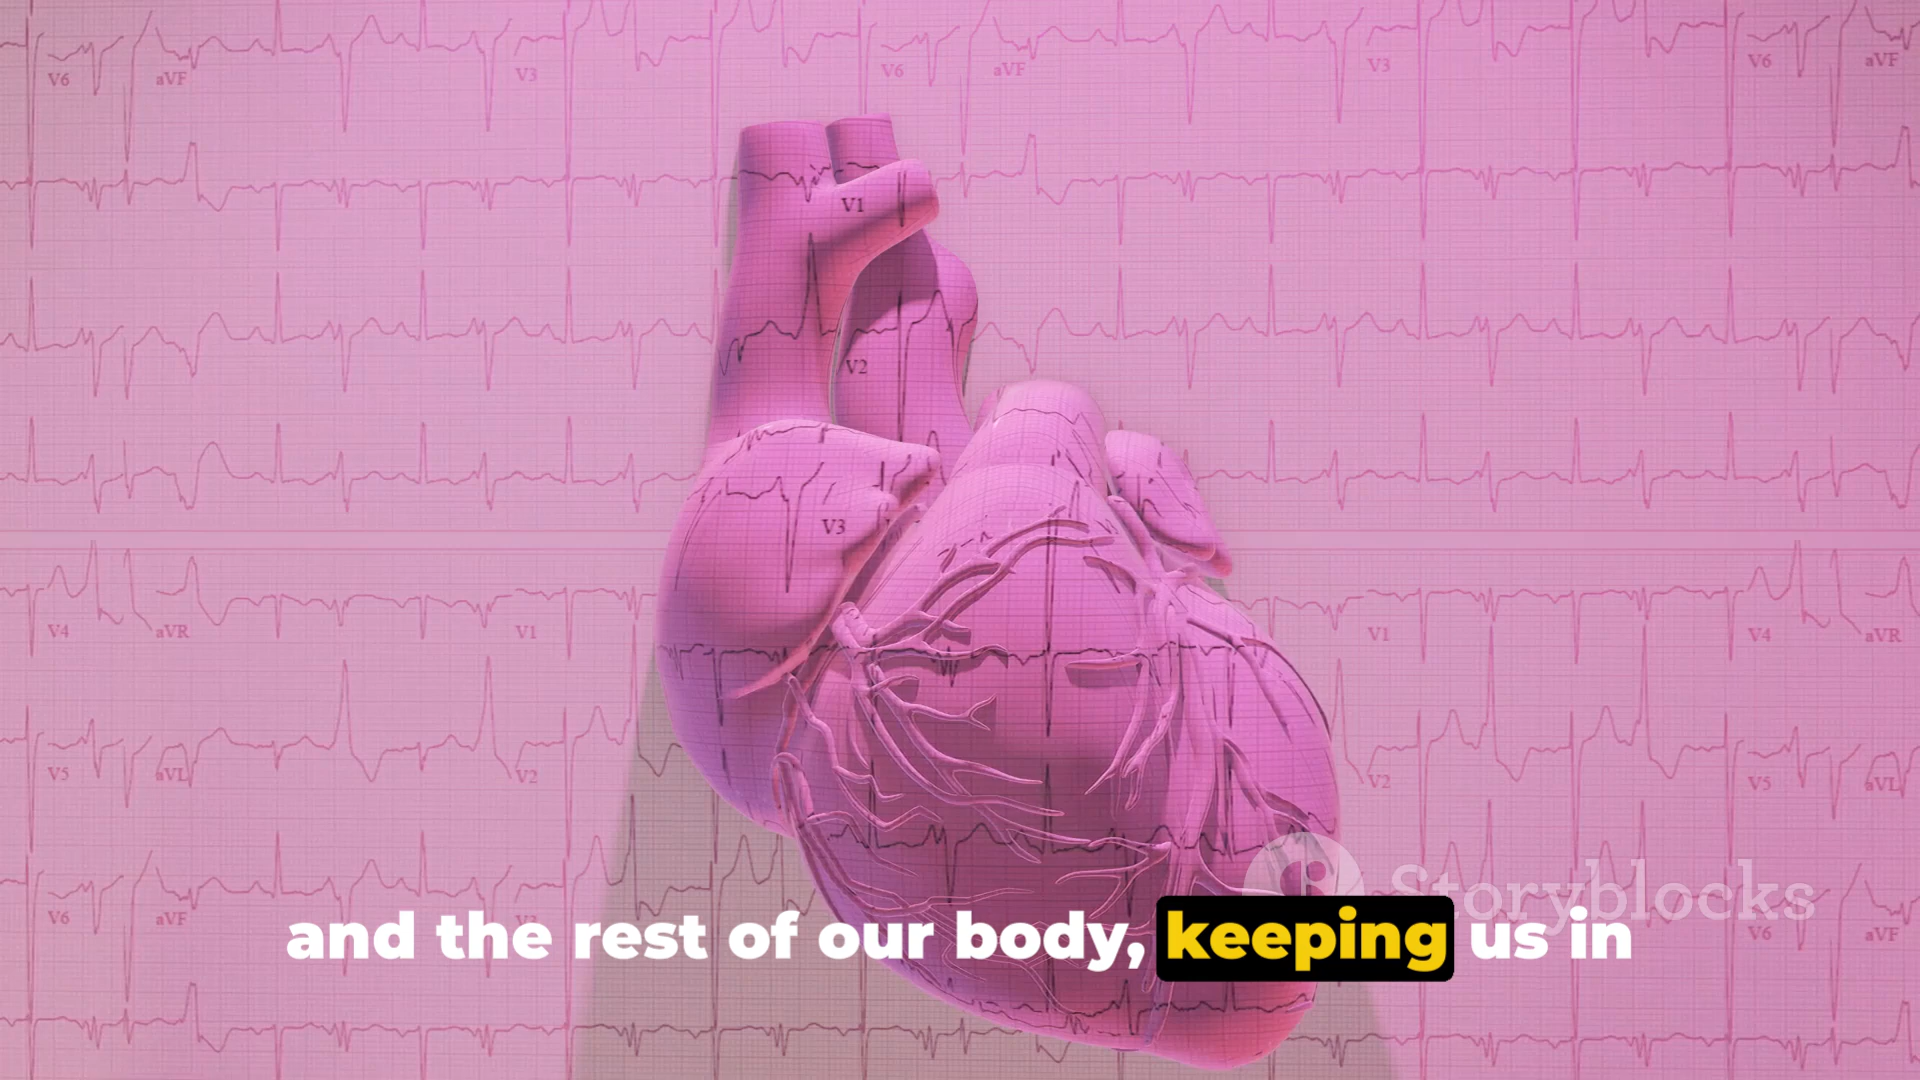 V6 aVF V3 V6 aVF V3 V6 aVF
V1
V2
V3
V4 aVR V1 V1 V4 aVR
V5 aVL V2 V2 V5 aVL
Storyblocks
V6 aVF V3 V6 aVF
and the rest of our body, keeping us in